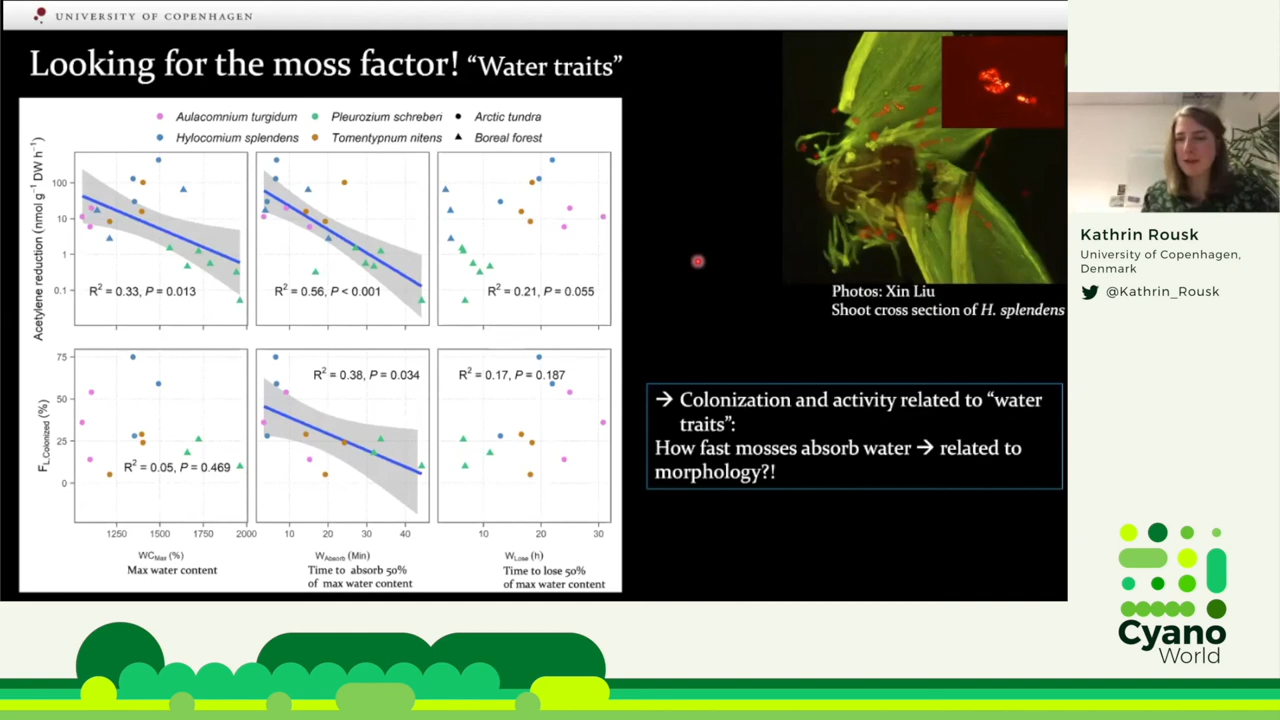 UNIVERSITY OF COPENHAGEN
Looking for the moss factor! “Water traits”
Aulacomnium turgidum
Pleurozium schreberi
Arctic tundra
Hylocomium splendens
Tomentypnum nitens
Boreal forest
Acetylene reduction (nmol g⁻¹ DW h⁻¹)
100
10
1
0.1
R² = 0.33, P = 0.013
R² = 0.56, P < 0.001
R² = 0.21, P = 0.055
F_L.Colonized (%)
75
50
25
0
R² = 0.05, P = 0.469
R² = 0.38, P = 0.034
R² = 0.17, P = 0.187
1250 1500 1750 2000
10 20 30 40
10 20 30
WC_Max (%)
Max water content
W_Absorb (Min)
Time to absorb 50%
of max water content
W_Lose (h)
Time to lose 50%
of max water content
Photos: Xin Liu
Shoot cross section of H. splendens
→ Colonization and activity related to “water
traits”:
How fast mosses absorb water → related to
morphology?!
Kathrin Rousk
University of Copenhagen,
Denmark
@Kathrin_Rousk
Cyano
World